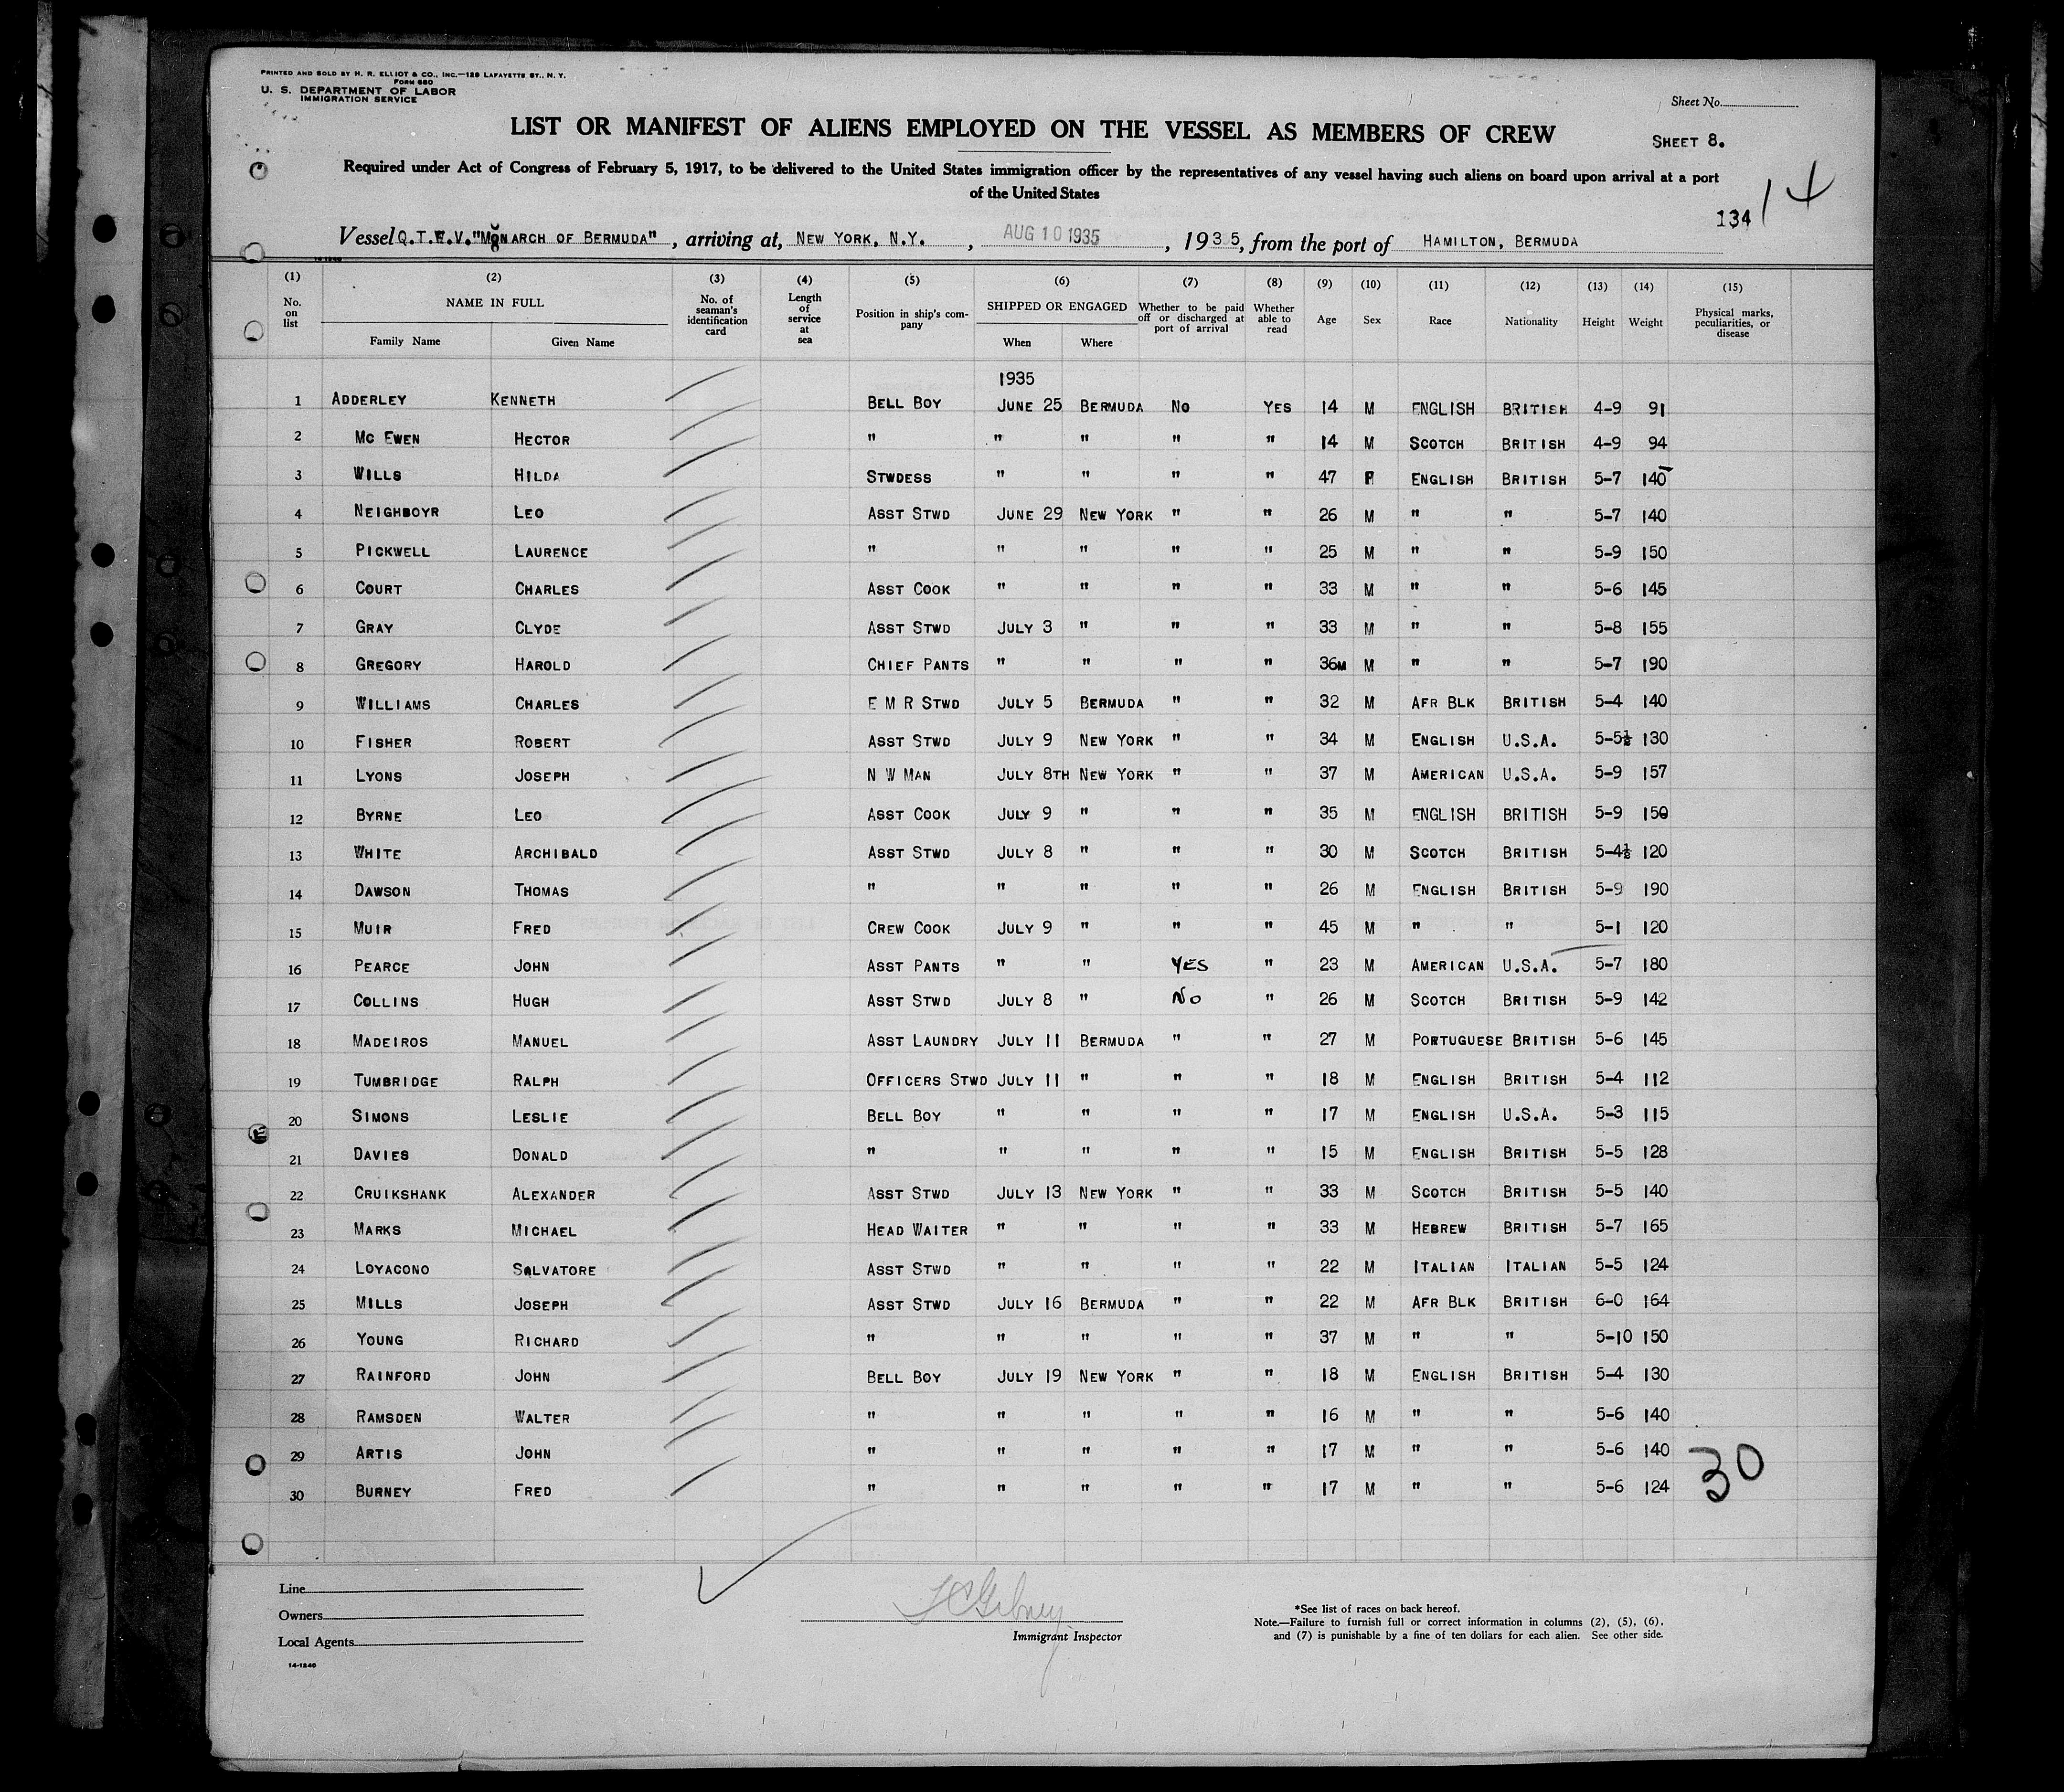 PRINTED AND SOLD BY H. R. ELLIOT & CO., INC.—128 LAFAYETTE ST., N. Y.
FORM 680
U. S. DEPARTMENT OF LABOR
IMMIGRATION SERVICE
Sheet No.
LIST OR MANIFEST OF ALIENS EMPLOYED ON THE VESSEL AS MEMBERS OF CREW
SHEET 8.
Required under Act of Congress of February 5, 1917, to be delivered to the United States immigration officer by the representatives of any vessel having such aliens on board upon arrival at a port
of the United States
14
134
Vessel Q.T.E.V. "MONARCH OF BERMUDA", arriving at, NEW YORK, N.Y., AUG 10 1935, 1935, from the port of HAMILTON, BERMUDA
(1) (2) (3) (4) (5) (6) (7) (8) (9) (10) (11) (12) (13) (14) (15)
No. on list NAME IN FULL Family Name Given Name No. of seaman's identification card Length of service at sea Position in ship's company SHIPPED OR ENGAGED When Where Whether to be paid off or discharged at port of arrival Whether able to read Age Sex Race Nationality Height Weight Physical marks, peculiarities, or disease
1935
1 ADDERLEY KENNETH BELL BOY JUNE 25 BERMUDA NO YES 14 M ENGLISH BRITISH 4-9 91
2 MC EWEN HECTOR " " " " " 14 M SCOTCH BRITISH 4-9 94
3 WILLS HILDA STWDESS " " " " 47 F ENGLISH BRITISH 5-7 140
4 NEIGHBOYR LEO ASST STWD JUNE 29 NEW YORK " " 26 M " " 5-7 140
5 PICKWELL LAURENCE " " " " " 25 M " " 5-9 150
6 COURT CHARLES ASST COOK " " " " 33 M " " 5-6 145
7 GRAY CLYDE ASST STWD JULY 3 " " " 33 M " " 5-8 155
8 GREGORY HAROLD CHIEF PANTS " " " " 36M M " " 5-7 190
9 WILLIAMS CHARLES E M R STWD JULY 5 BERMUDA " " 32 M AFR BLK BRITISH 5-4 140
10 FISHER ROBERT ASST STWD JULY 9 NEW YORK " " 34 M ENGLISH U.S.A. 5-5½ 130
11 LYONS JOSEPH N W MAN JULY 8TH NEW YORK " " 37 M AMERICAN U.S.A. 5-9 157
12 BYRNE LEO ASST COOK JULY 9 " " " 35 M ENGLISH BRITISH 5-9 150
13 WHITE ARCHIBALD ASST STWD JULY 8 " " " 30 M SCOTCH BRITISH 5-4½ 120
14 DAWSON THOMAS " " " " " 26 M ENGLISH BRITISH 5-9 190
15 MUIR FRED CREW COOK JULY 9 " " " 45 M " " 5-1 120
16 PEARCE JOHN ASST PANTS " " YES " 23 M AMERICAN U.S.A. 5-7 180
17 COLLINS HUGH ASST STWD JULY 8 " No " 26 M SCOTCH BRITISH 5-9 142
18 MADEIROS MANUEL ASST LAUNDRY JULY 11 BERMUDA " " 27 M PORTUGUESE BRITISH 5-6 145
19 TUMBRIDGE RALPH OFFICERS STWD JULY 11 " " " 18 M ENGLISH BRITISH 5-4 112
20 SIMONS LESLIE BELL BOY " " " " 17 M ENGLISH U.S.A. 5-3 115
21 DAVIES DONALD " " " " " 15 M ENGLISH BRITISH 5-5 128
22 CRUIKSHANK ALEXANDER ASST STWD JULY 13 NEW YORK " " 33 M SCOTCH BRITISH 5-5 140
23 MARKS MICHAEL HEAD WAITER " " " " 33 M HEBREW BRITISH 5-7 165
24 LOYACONO SALVATORE ASST STWD " " " " 22 M ITALIAN ITALIAN 5-5 124
25 MILLS JOSEPH ASST STWD JULY 16 BERMUDA " " 22 M AFR BLK BRITISH 6-0 164
26 YOUNG RICHARD " " " " " 37 M " " 5-10 150
27 RAINFORD JOHN BELL BOY JULY 19 NEW YORK " " 18 M ENGLISH BRITISH 5-4 130
28 RAMSDEN WALTER " " " " " 16 M " " 5-6 140
29 ARTIS JOHN " " " " " 17 M " " 5-6 140
30 BURNEY FRED " " " " " 17 M " " 5-6 124
30
Line
Owners
Local Agents
14-1240
Immigrant Inspector
*See list of races on back hereof.
Note.—Failure to furnish full or correct information in columns (2), (5), (6),
and (7) is punishable by a fine of ten dollars for each alien. See other side.